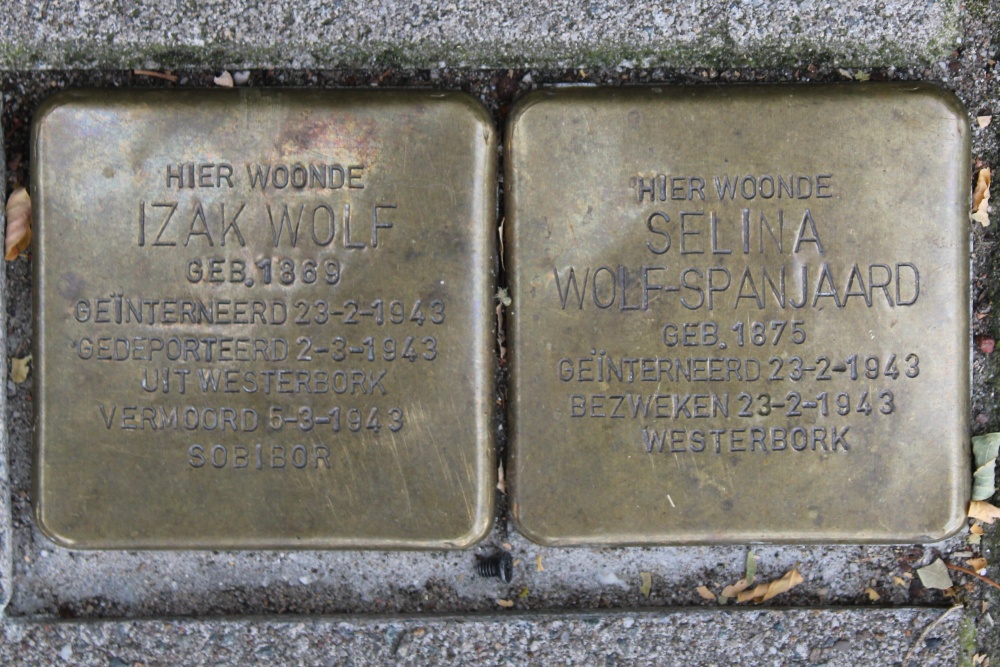 HIER WOONDE
IZAK WOLF
GEB. 1869
GEÏNTERNEERD 23-2-1943
GEDEPORTEERD 2-3-1943
UIT WESTERBORK
VERMOORD 5-3-1943
SOBIBOR
HIER WOONDE
SELINA
WOLF-SPANJAARD
GEB. 1875
GEÏNTERNEERD 23-2-1943
BEZWEKEN 23-2-1943
WESTERBORK